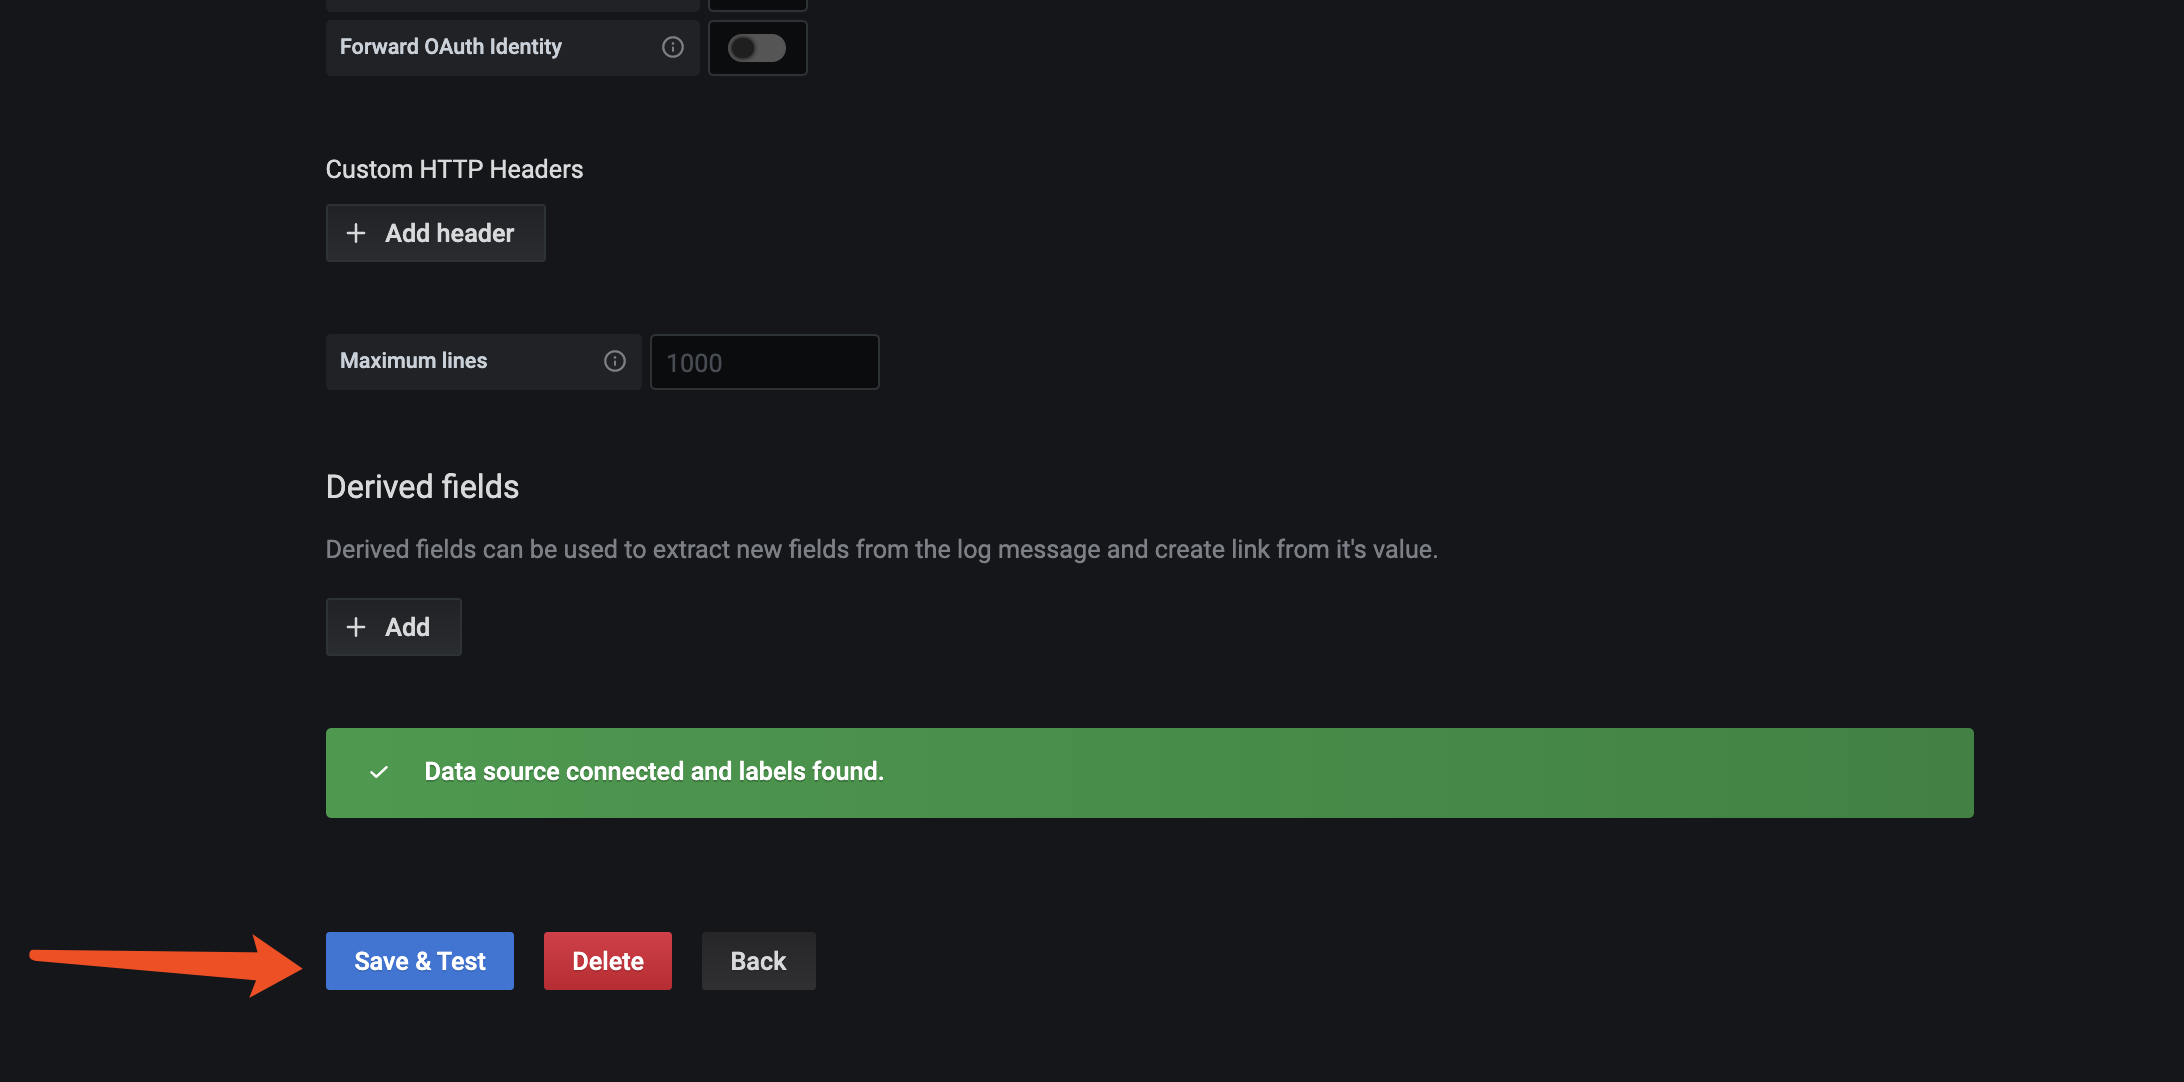 Forward OAuth Identity
Custom HTTP Headers
+ Add header
Maximum lines
1000
Derived fields
Derived fields can be used to extract new fields from the log message and create link from it's value.
+ Add
Data source connected and labels found.
Save & Test
Delete
Back